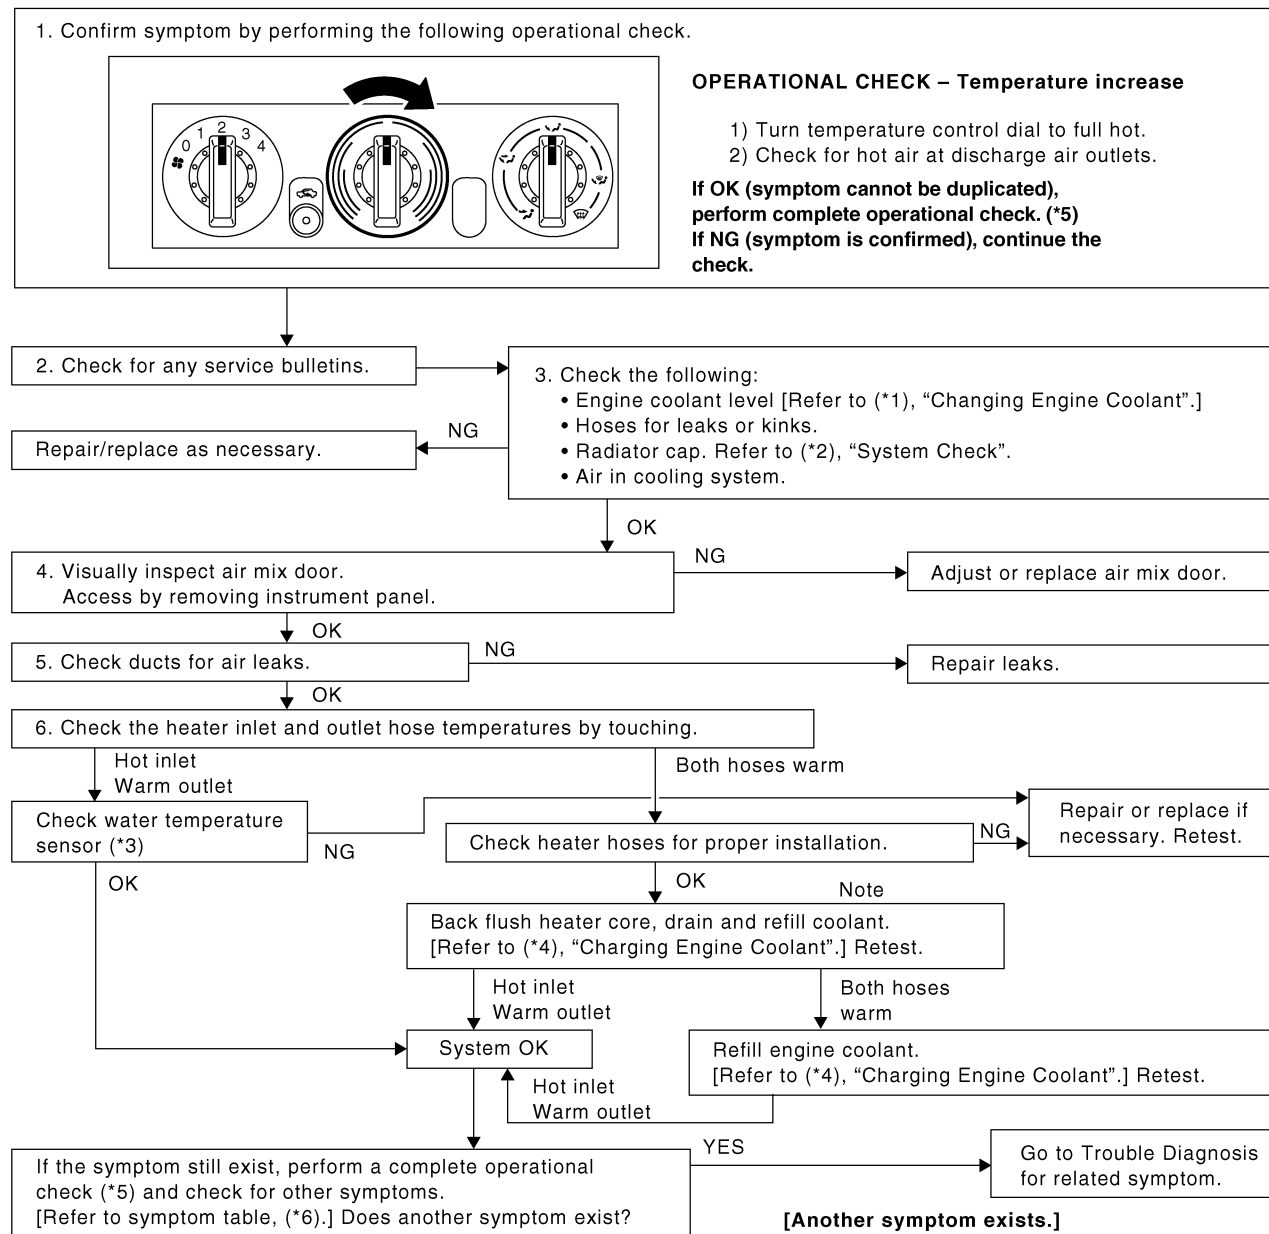 1. Confirm symptom by performing the following operational check.
0
1
2
3
4
OPERATIONAL CHECK – Temperature increase
1) Turn temperature control dial to full hot.
2) Check for hot air at discharge air outlets.
If OK (symptom cannot be duplicated),
perform complete operational check. (*5)
If NG (symptom is confirmed), continue the
check.
2. Check for any service bulletins.
3. Check the following:
• Engine coolant level [Refer to (*1), “Changing Engine Coolant”.]
• Hoses for leaks or kinks.
• Radiator cap. Refer to (*2), “System Check”.
• Air in cooling system.
NG
Repair/replace as necessary.
OK
4. Visually inspect air mix door.
Access by removing instrument panel.
NG
Adjust or replace air mix door.
OK
5. Check ducts for air leaks.
NG
Repair leaks.
OK
6. Check the heater inlet and outlet hose temperatures by touching.
Hot inlet
Warm outlet
Both hoses warm
Check water temperature
sensor (*3)
NG
Repair or replace if
necessary. Retest.
Check heater hoses for proper installation.
NG
OK
OK
Note
Back flush heater core, drain and refill coolant.
[Refer to (*4), “Charging Engine Coolant”.] Retest.
Hot inlet
Warm outlet
Both hoses
warm
System OK
Refill engine coolant.
[Refer to (*4), “Charging Engine Coolant”.] Retest.
Hot inlet
Warm outlet
If the symptom still exist, perform a complete operational
check (*5) and check for other symptoms.
[Refer to symptom table, (*6).] Does another symptom exist?
YES
Go to Trouble Diagnosis
for related symptom.
[Another symptom exists.]